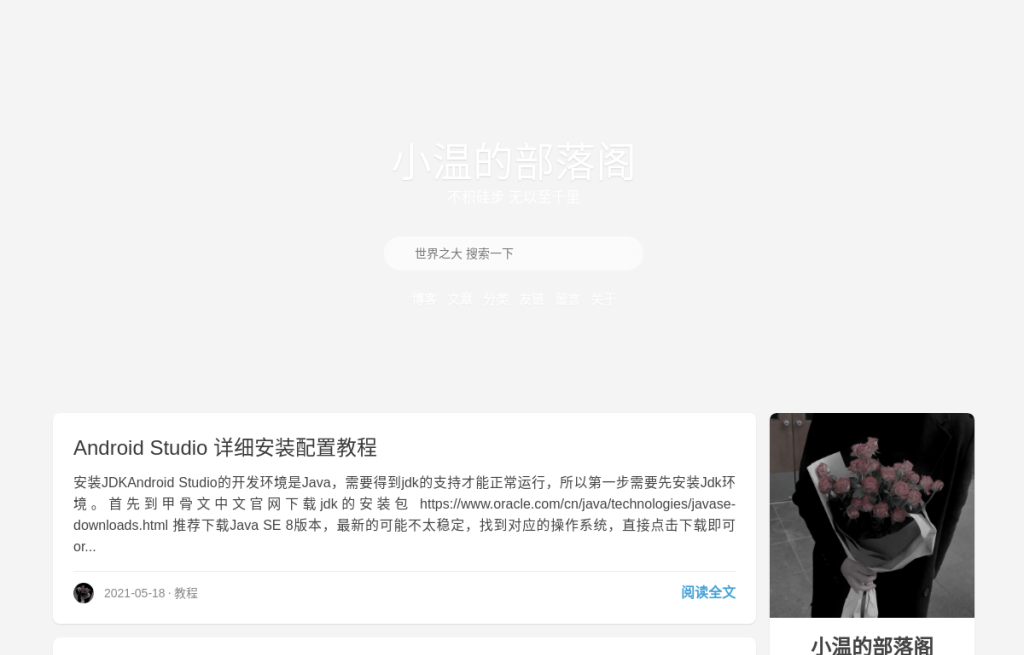 小温的部落阁
不积硅步 无以至千里
世界之大 搜索一下
博客 文章 分类 友链 留言 关于
Android Studio 详细安装配置教程
安装JDKAndroid Studio的开发环境是Java，需要得到jdk的支持才能正常运行，所以第一步需要先安装Jdk环
境。首先到甲骨文中文官网下载jdk的安装包 https://www.oracle.com/cn/java/technologies/javase-
downloads.html 推荐下载Java SE 8版本，最新的可能不太稳定，找到对应的操作系统，直接点击下载即可
or...
2021-05-18 · 教程
阅读全文
小温的部落阁